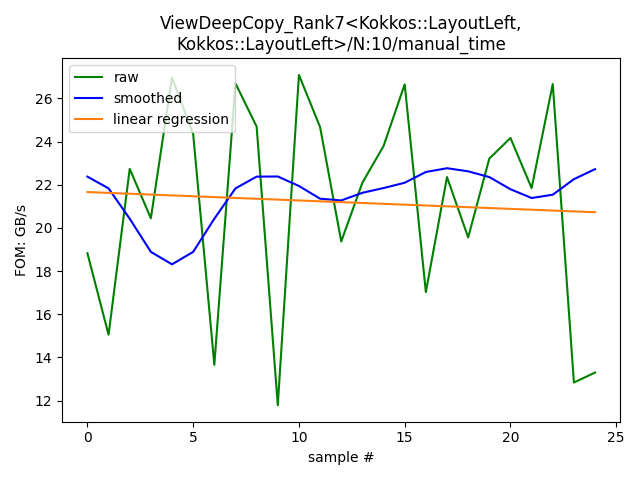 ViewDeepCopy_Rank7<Kokkos::LayoutLeft,
Kokkos::LayoutLeft>/N:10/manual_time
raw
smoothed
linear regression
FOM: GB/s
26
24
22
20
18
16
14
12
0 5 10 15 20 25
sample #